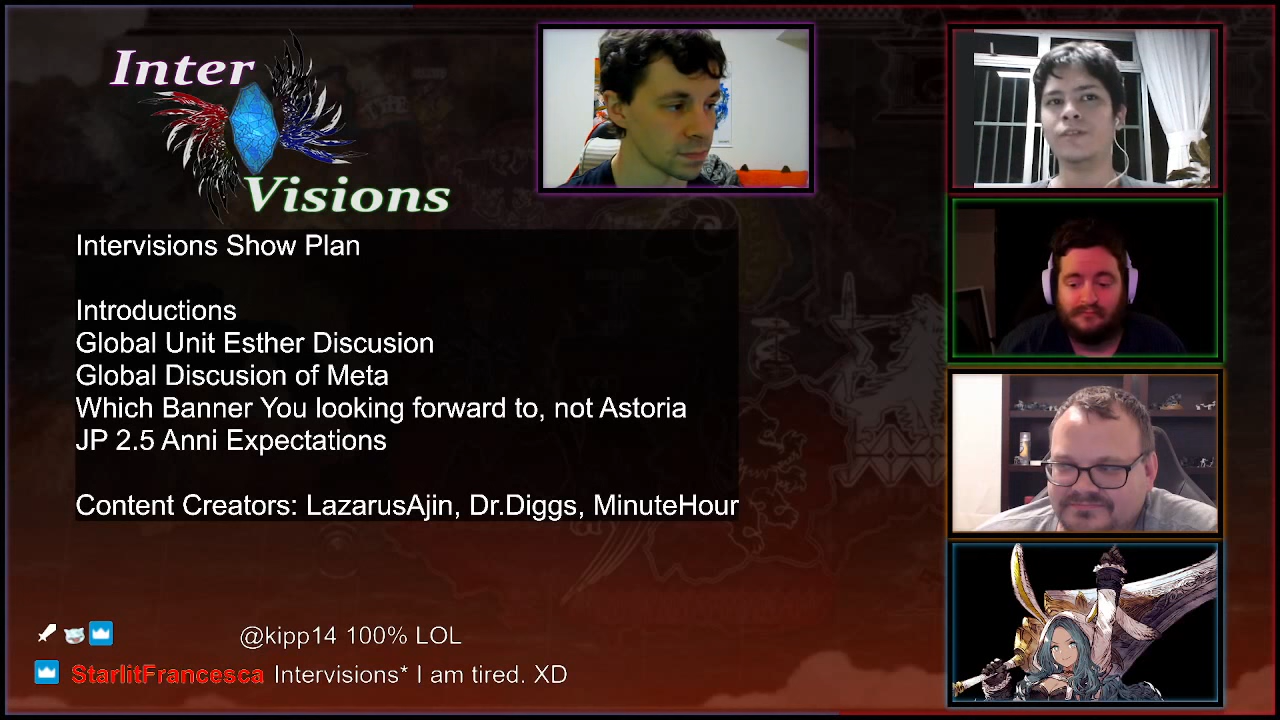 Inter
Visions
Intervisions Show Plan
Introductions
Global Unit Esther Discusion
Global Discusion of Meta
Which Banner You looking forward to, not Astoria
JP 2.5 Anni Expectations
Content Creators: LazarusAjin, Dr.Diggs, MinuteHour
@kipp14 100% LOL
StarlitFrancesca Intervisions* I am tired. XD